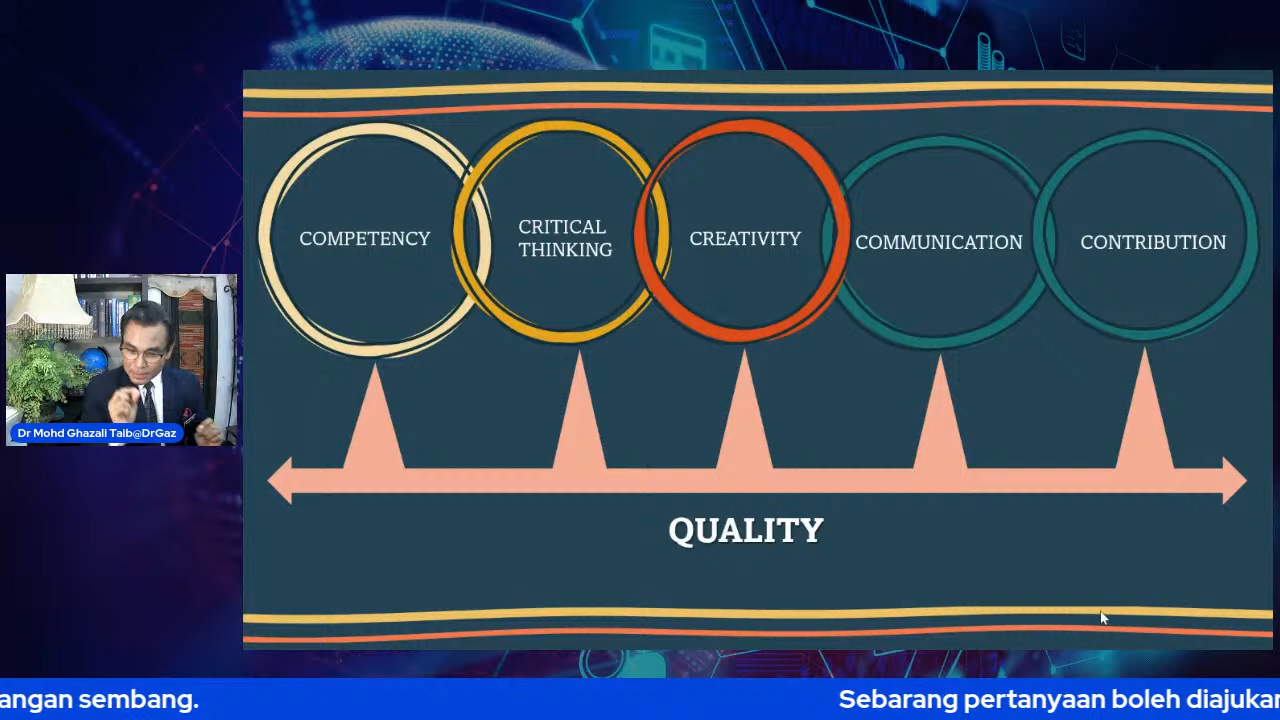 COMPETENCY
CRITICAL
THINKING
CREATIVITY
COMMUNICATION
CONTRIBUTION
QUALITY
Dr Mohd Ghazali Taib@DrGaz
angan sembang.
Sebarang pertanyaan boleh diajukan